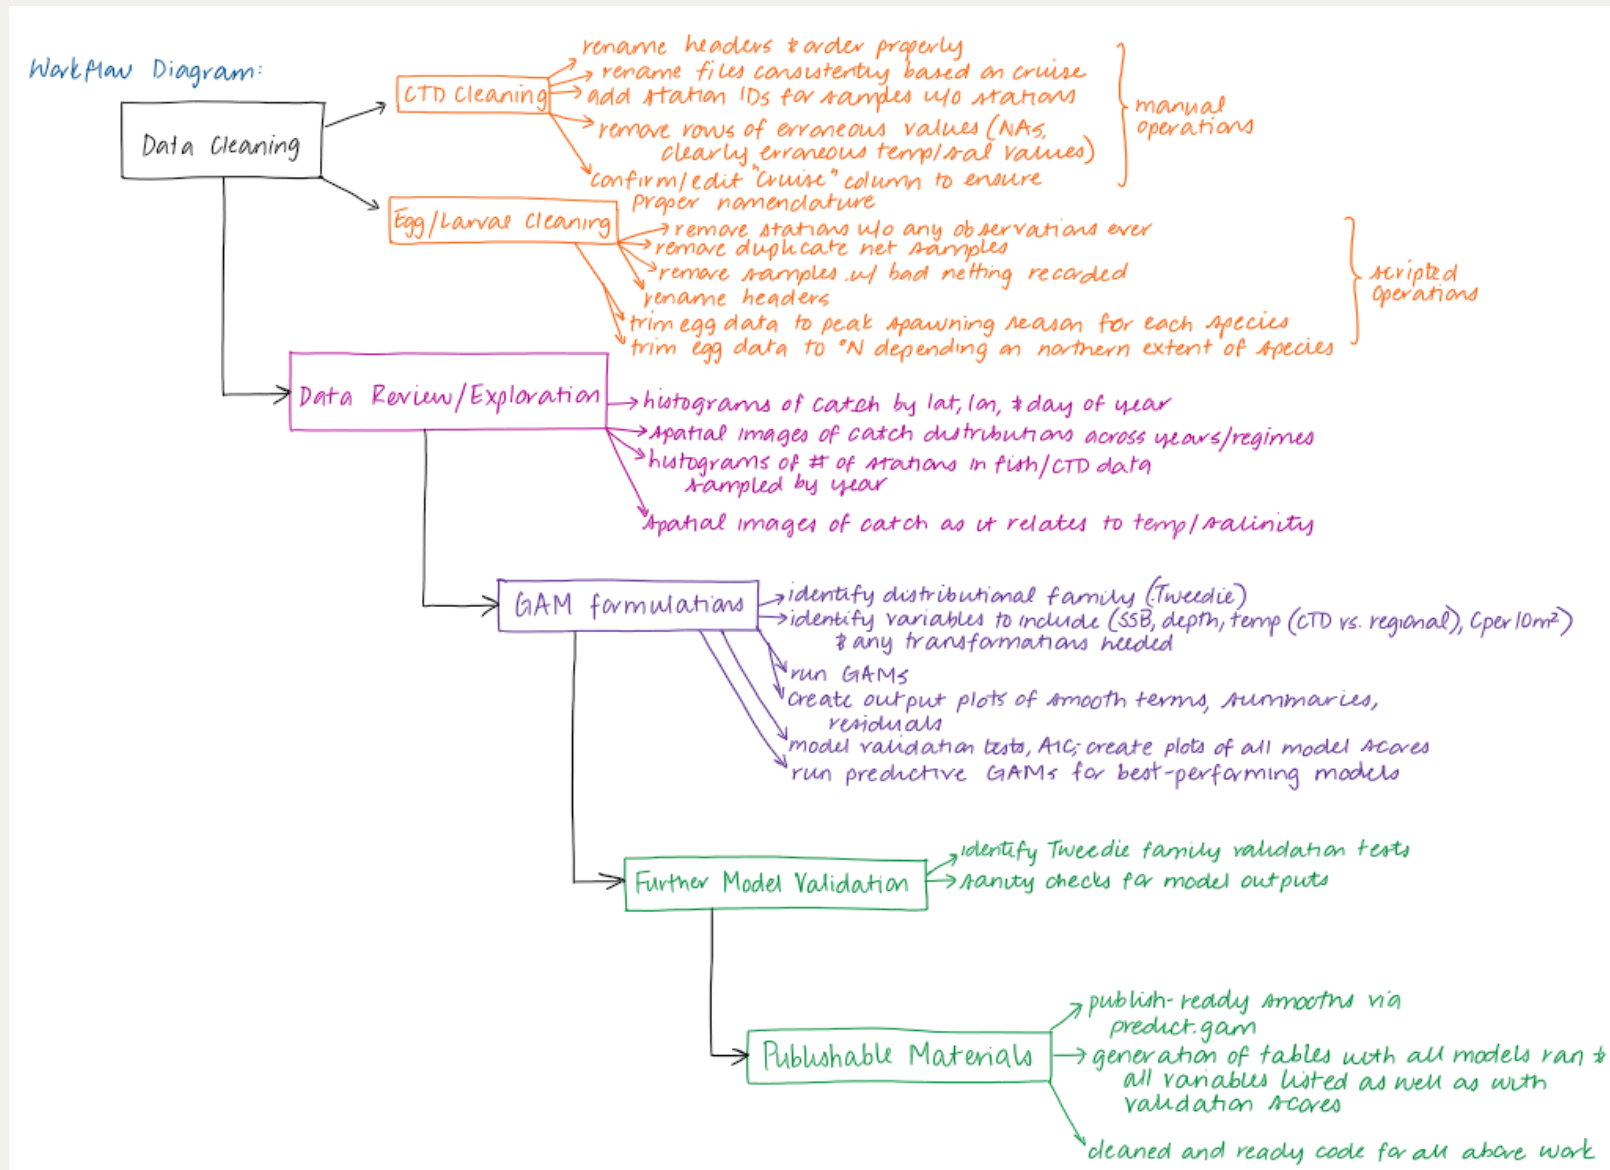 Workflow Diagram:
Data Cleaning
CTD Cleaning
rename headers & order properly
rename files consistently based on cruise
add station IDs for samples w/o stations
remove rows of erroneous values (NAs,
clearly erroneous temp/sal values)
confirm/edit "Cruise" column to ensure
proper nomenclature
manual
operations
Egg/Larvae Cleaning
remove stations w/o any observations ever
remove duplicate net samples
remove samples w/ bad netting recorded
rename headers
trim egg data to peak spawning season for each species
trim egg data to °N depending on northern extent of species
scripted
operations
Data Review/Exploration
histograms of catch by lat, lon, & day of year
spatial images of catch distributions across years/regimes
histograms of # of stations in fish/CTD data
sampled by year
spatial images of catch as it relates to temp/salinity
GAM formulations
identify distributional family (Tweedie)
identify variables to include (SSB, depth, temp (CTD vs. regional), Cper10m²)
& any transformations needed
run GAMs
create output plots of smooth terms, summaries,
residuals
model validation tests, AIC; create plots of all model scores
run predictive GAMs for best-performing models
Further Model Validation
identify Tweedie family validation tests
sanity checks for model outputs
Publishable Materials
publish-ready smooths via
predict.gam
generation of tables with all models ran &
all variables listed as well as with
validation scores
cleaned and ready code for all above work